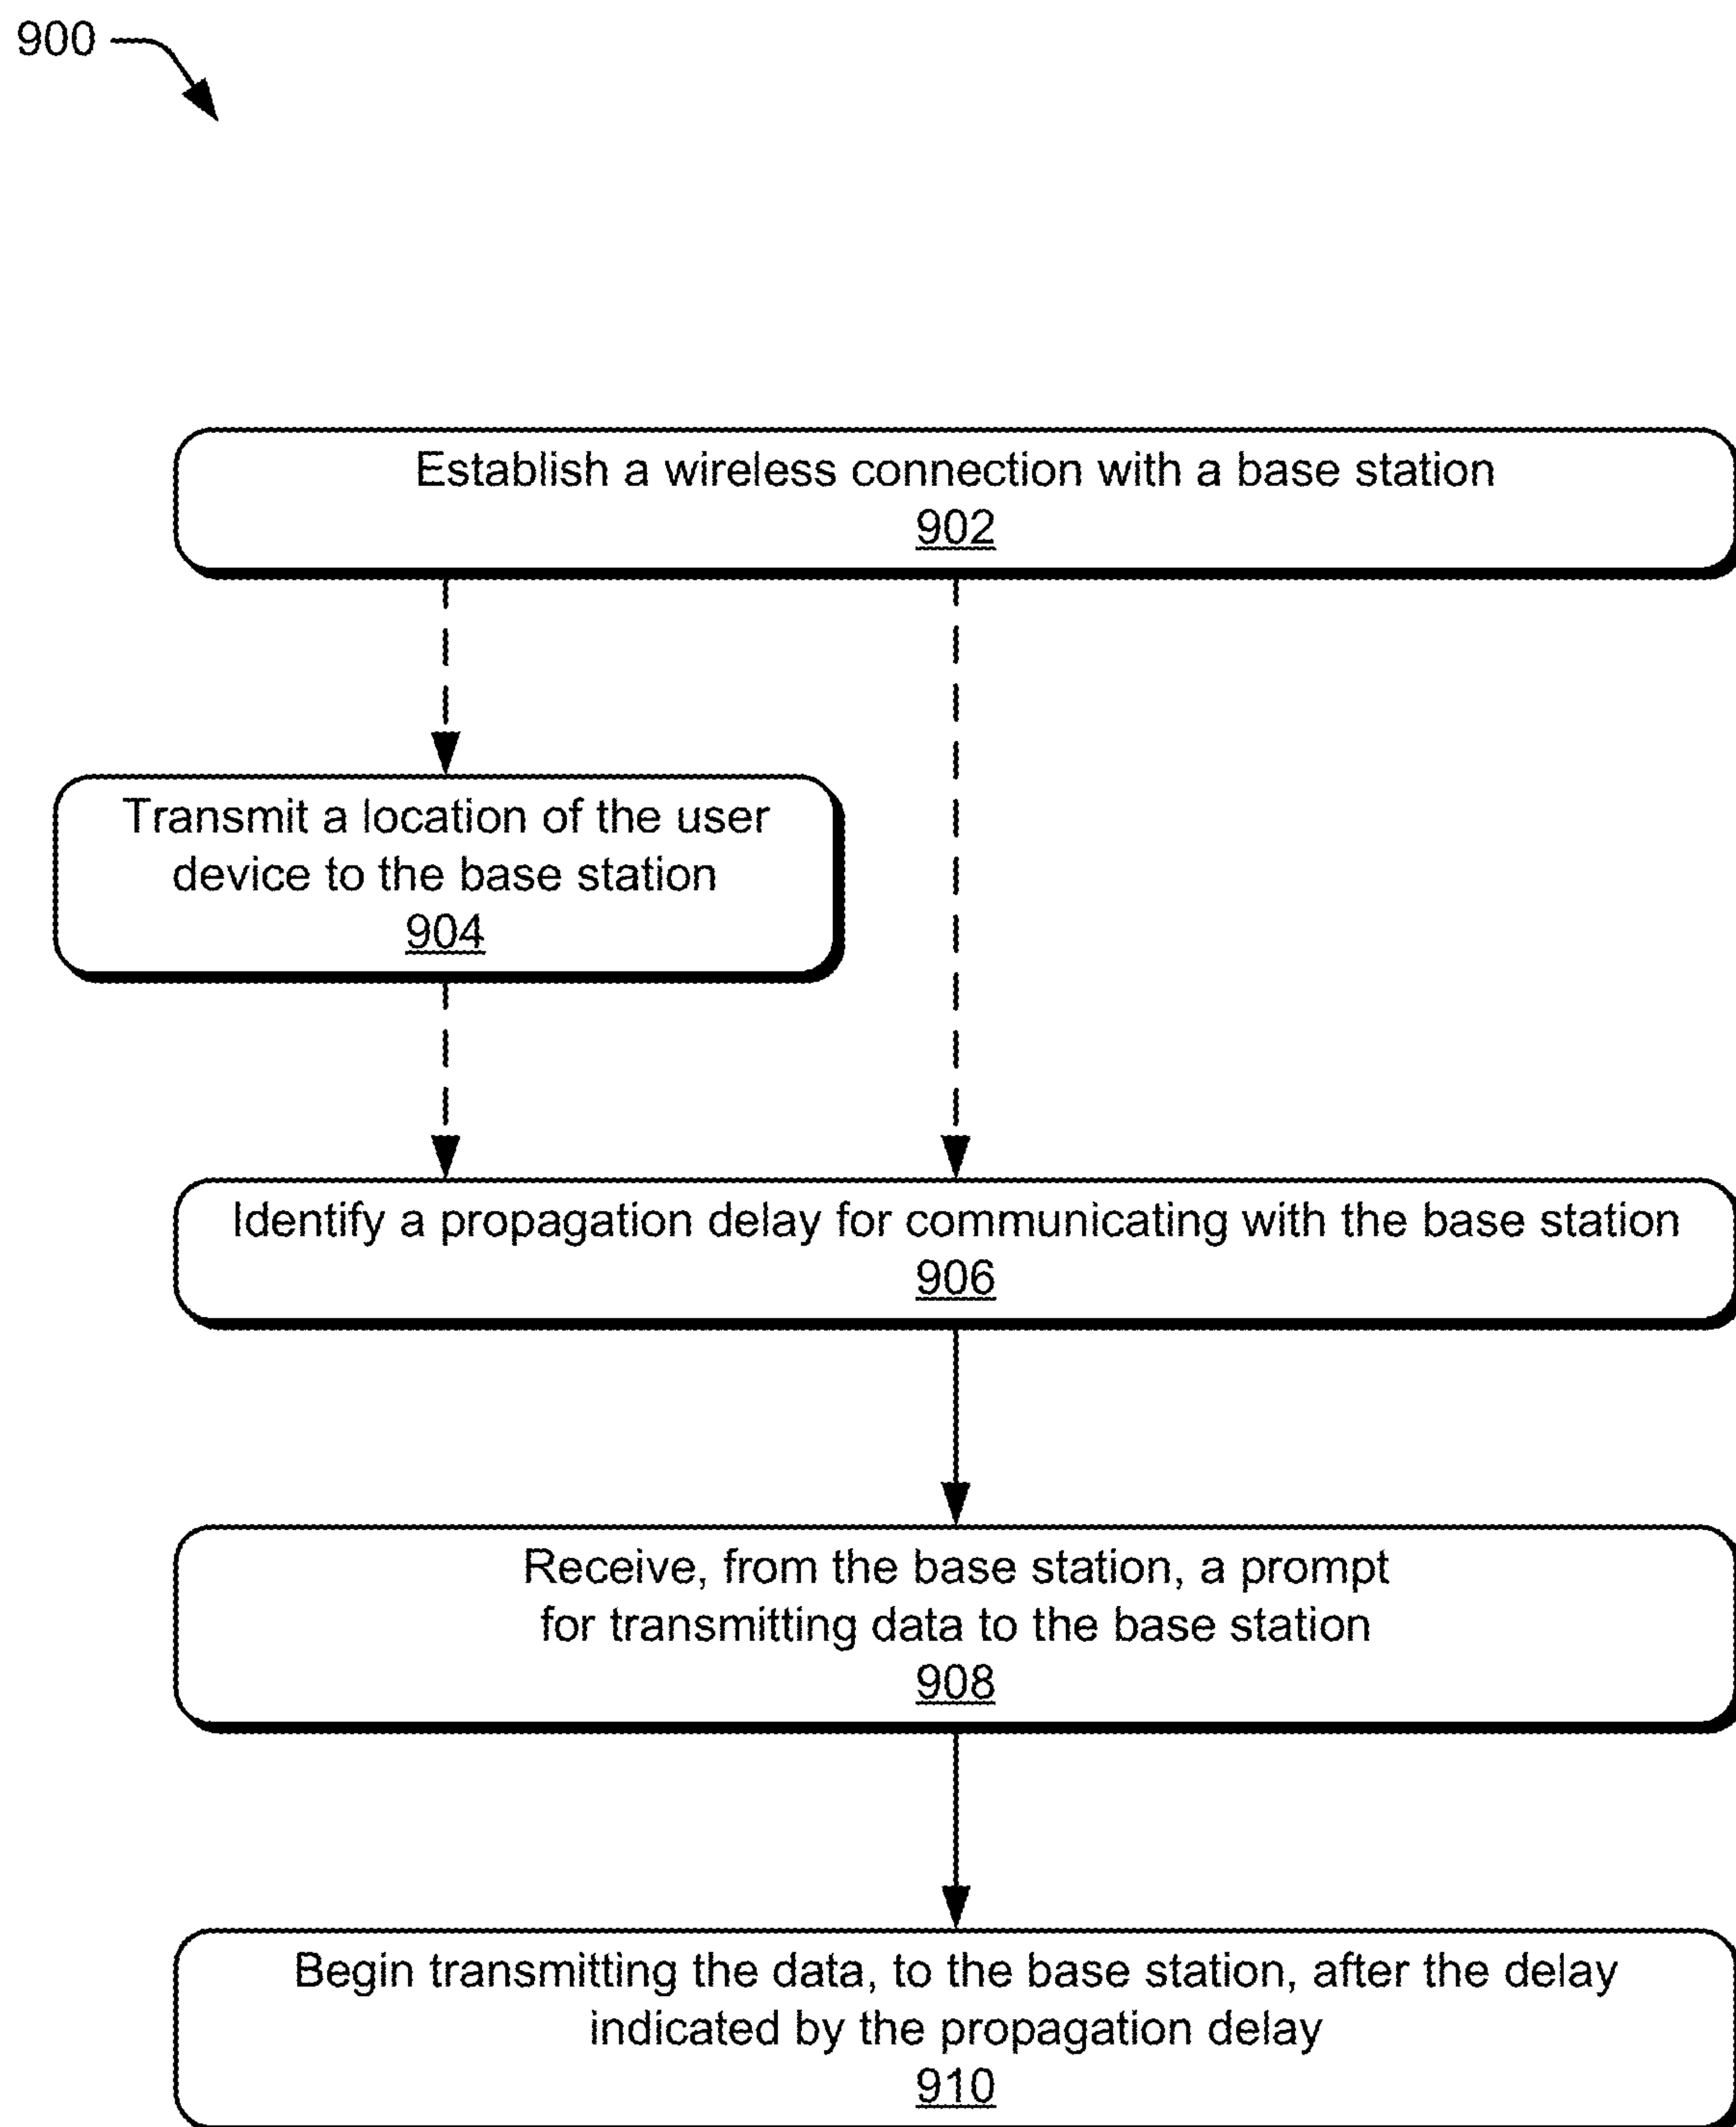 900
Establish a wireless connection with a base station
902
Transmit a location of the user
device to the base station
904
Identify a propagation delay for communicating with the base station
906
Receive, from the base station, a prompt
for transmitting data to the base station
908
Begin transmitting the data, to the base station, after the delay
indicated by the propagation delay
910